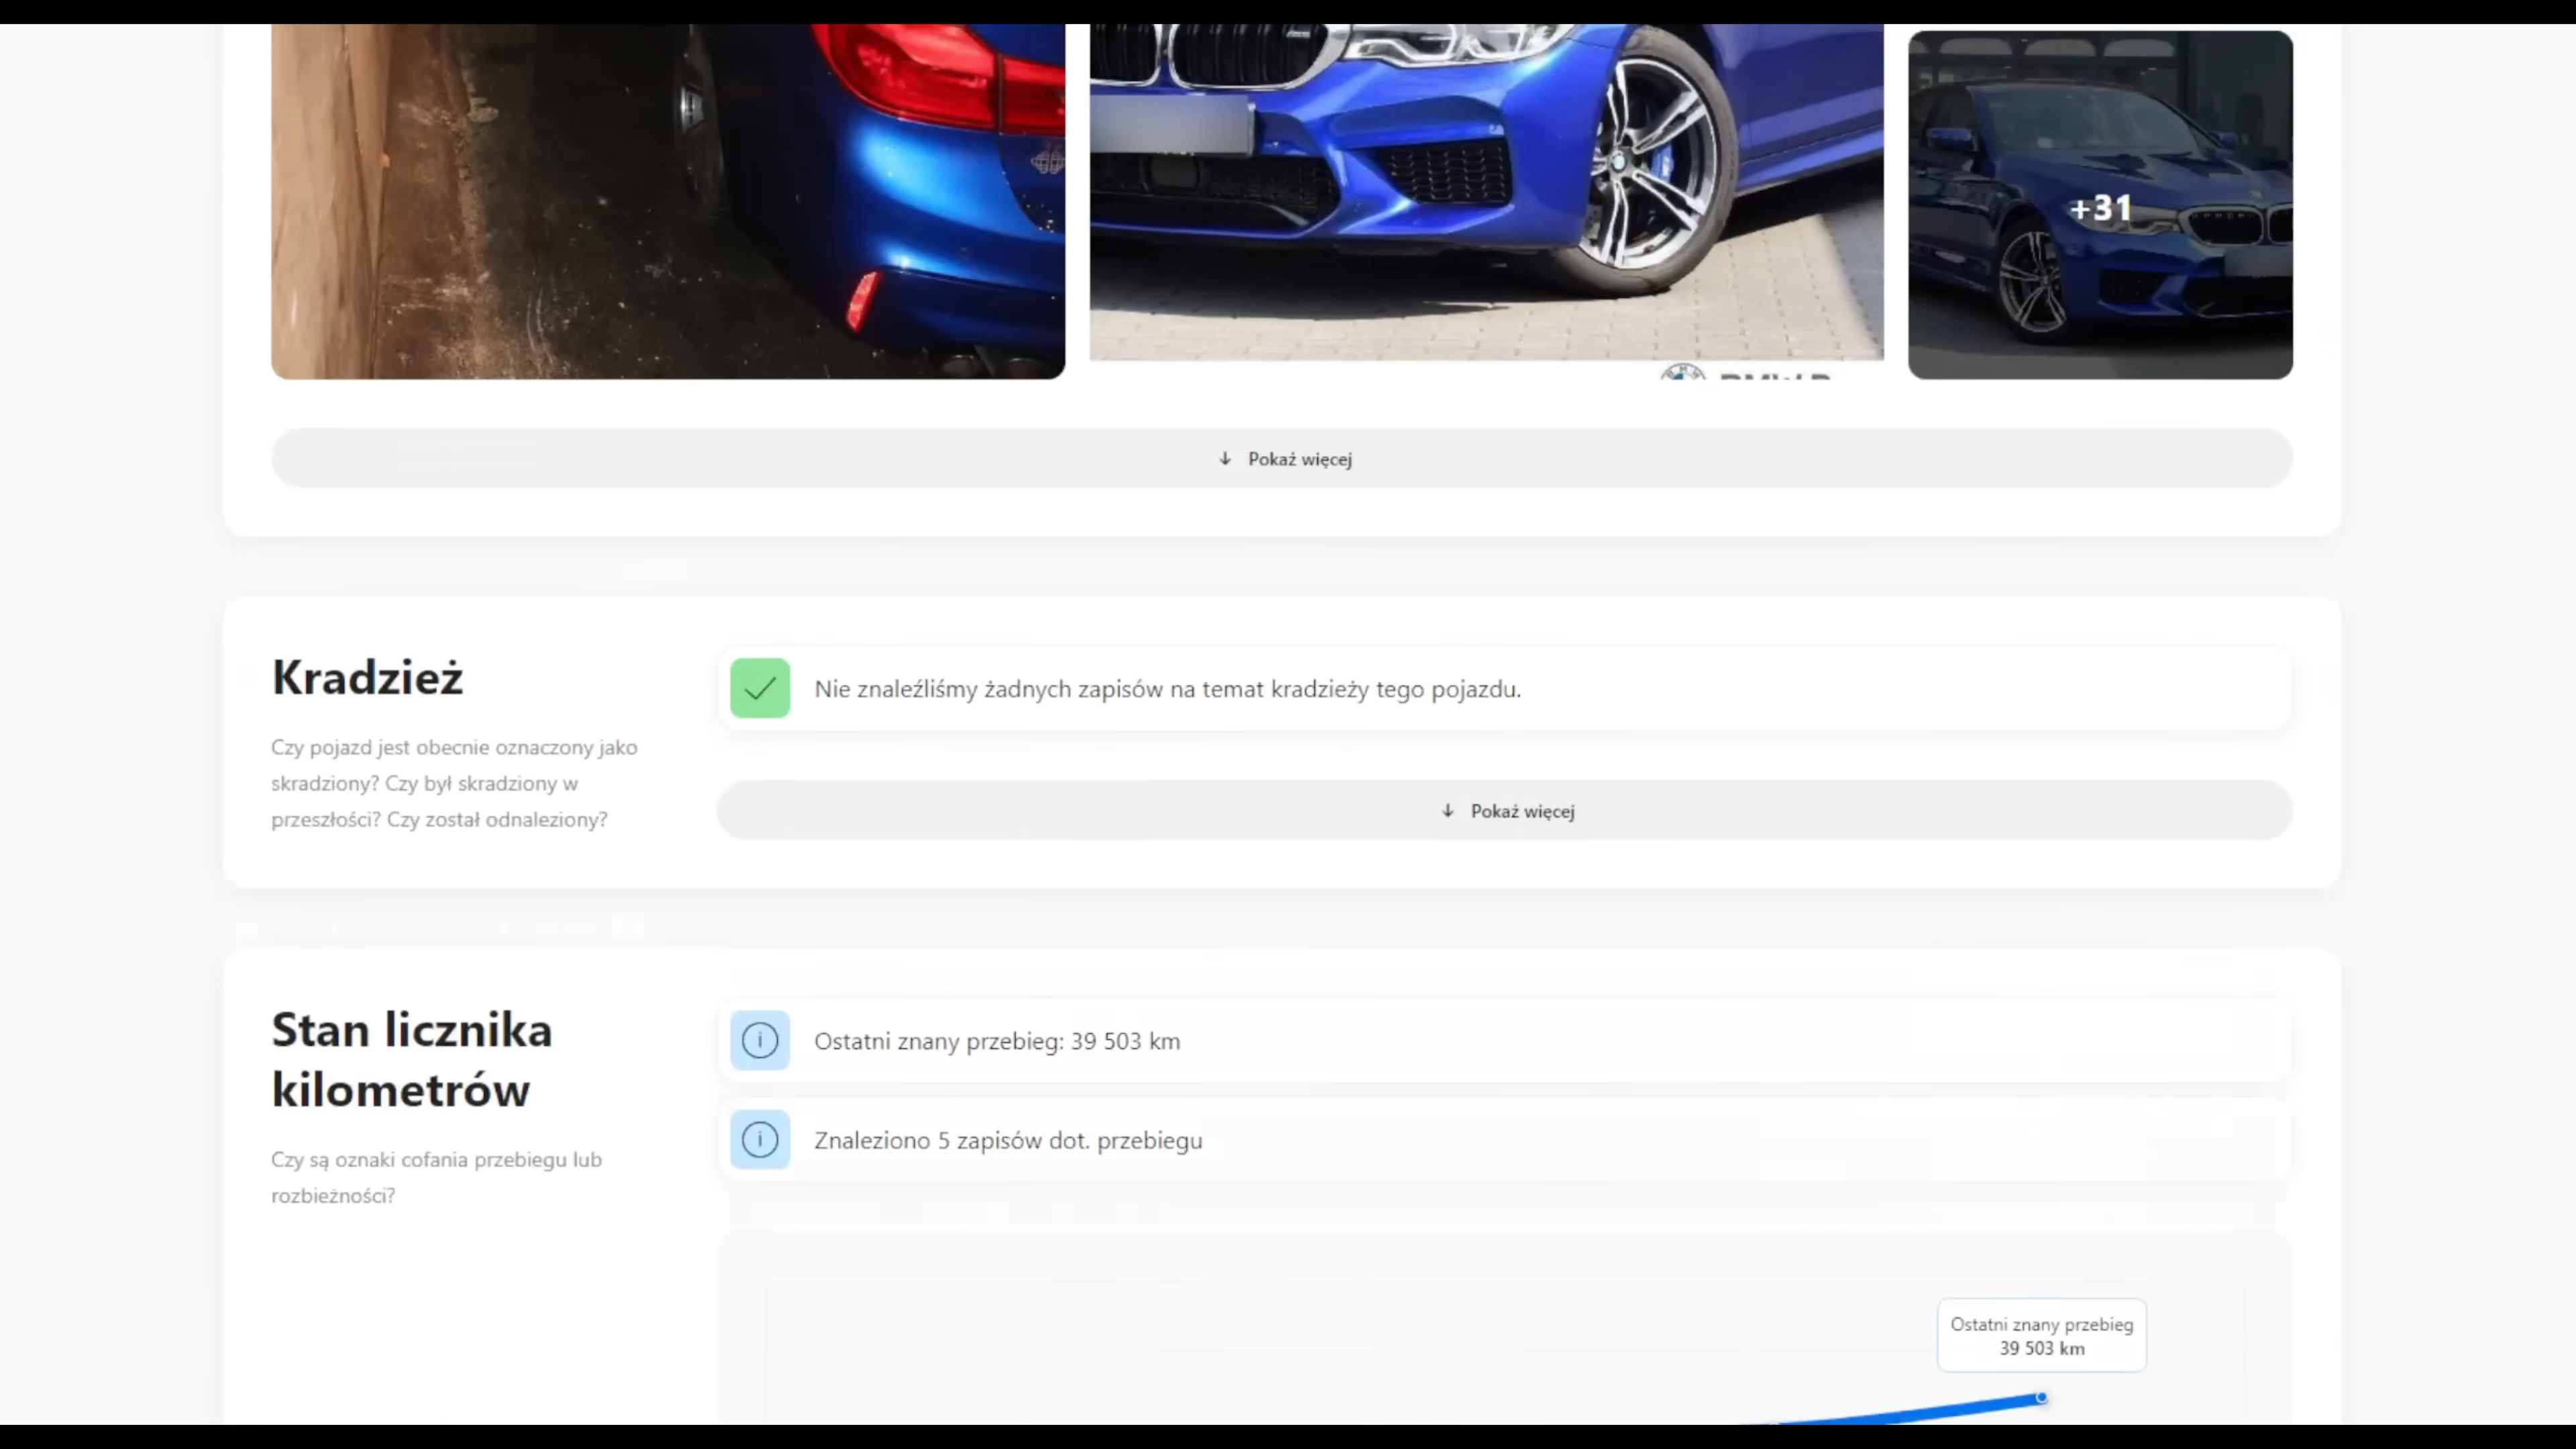 +31
Pokaż więcej
Kradzież
Czy pojazd jest obecnie oznaczony jako
skradziony? Czy był skradziony w
przeszłości? Czy został odnaleziony?
Nie znaleźliśmy żadnych zapisów na temat kradzieży tego pojazdu.
Pokaż więcej
Stan licznika
kilometrów
Czy są oznaki cofania przebiegu lub
rozbieżności?
Ostatni znany przebieg: 39 503 km
Znaleziono 5 zapisów dot. przebiegu
Ostatni znany przebieg
39 503 km